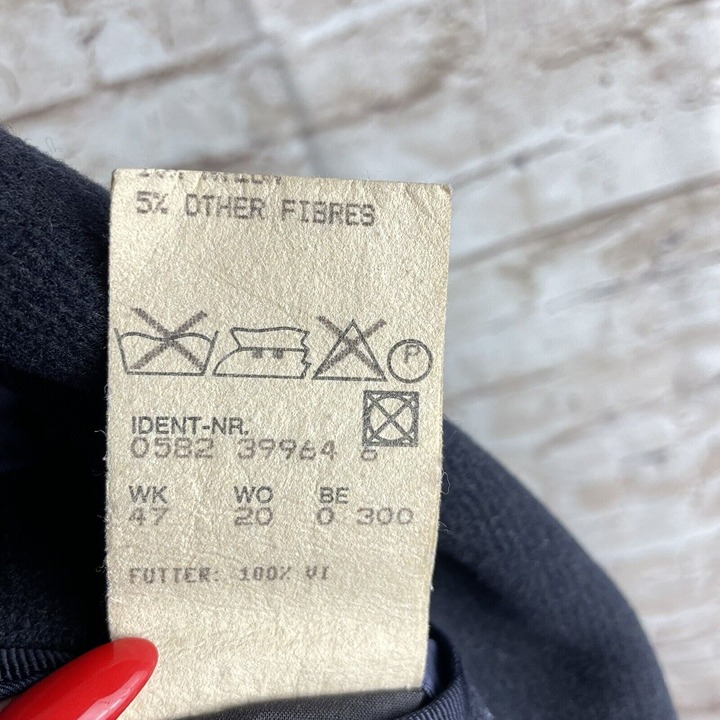 5% OTHER FIBRES
P
IDENT-NR.
0582 39964 6
WK WO BE
47 20 0 300
FUTTER: 100% VI